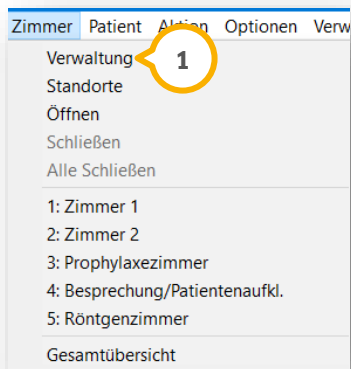 Zimmer Patient Aktion Optionen Verw
Verwaltung 1
Standorte
Öffnen
Schließen
Alle Schließen
1: Zimmer 1
2: Zimmer 2
3: Prophylaxezimmer
4: Besprechung/Patientenaufkl.
5: Röntgenzimmer
Gesamtübersicht